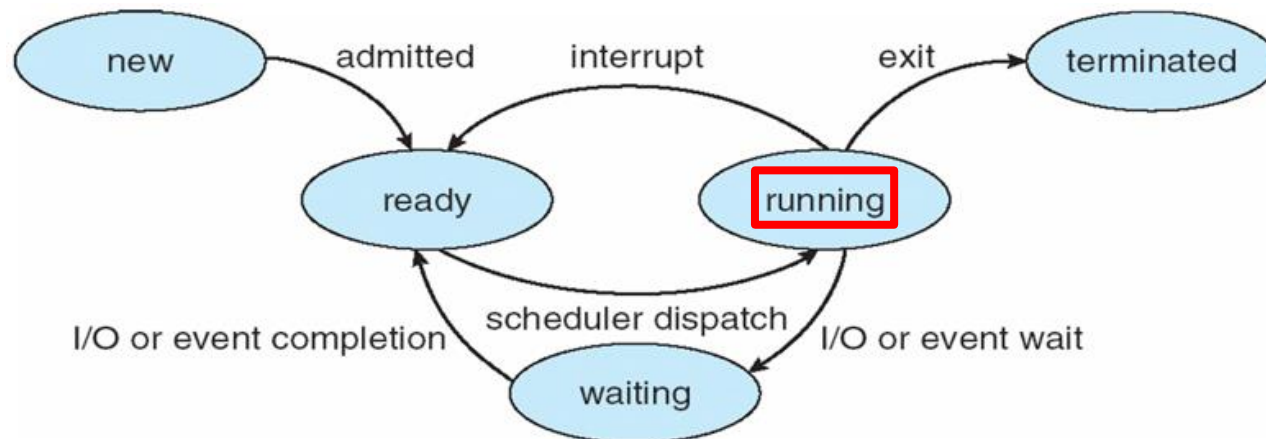 new
admitted
interrupt
exit
terminated
ready
running
I/O or event completion
scheduler dispatch
I/O or event wait
waiting